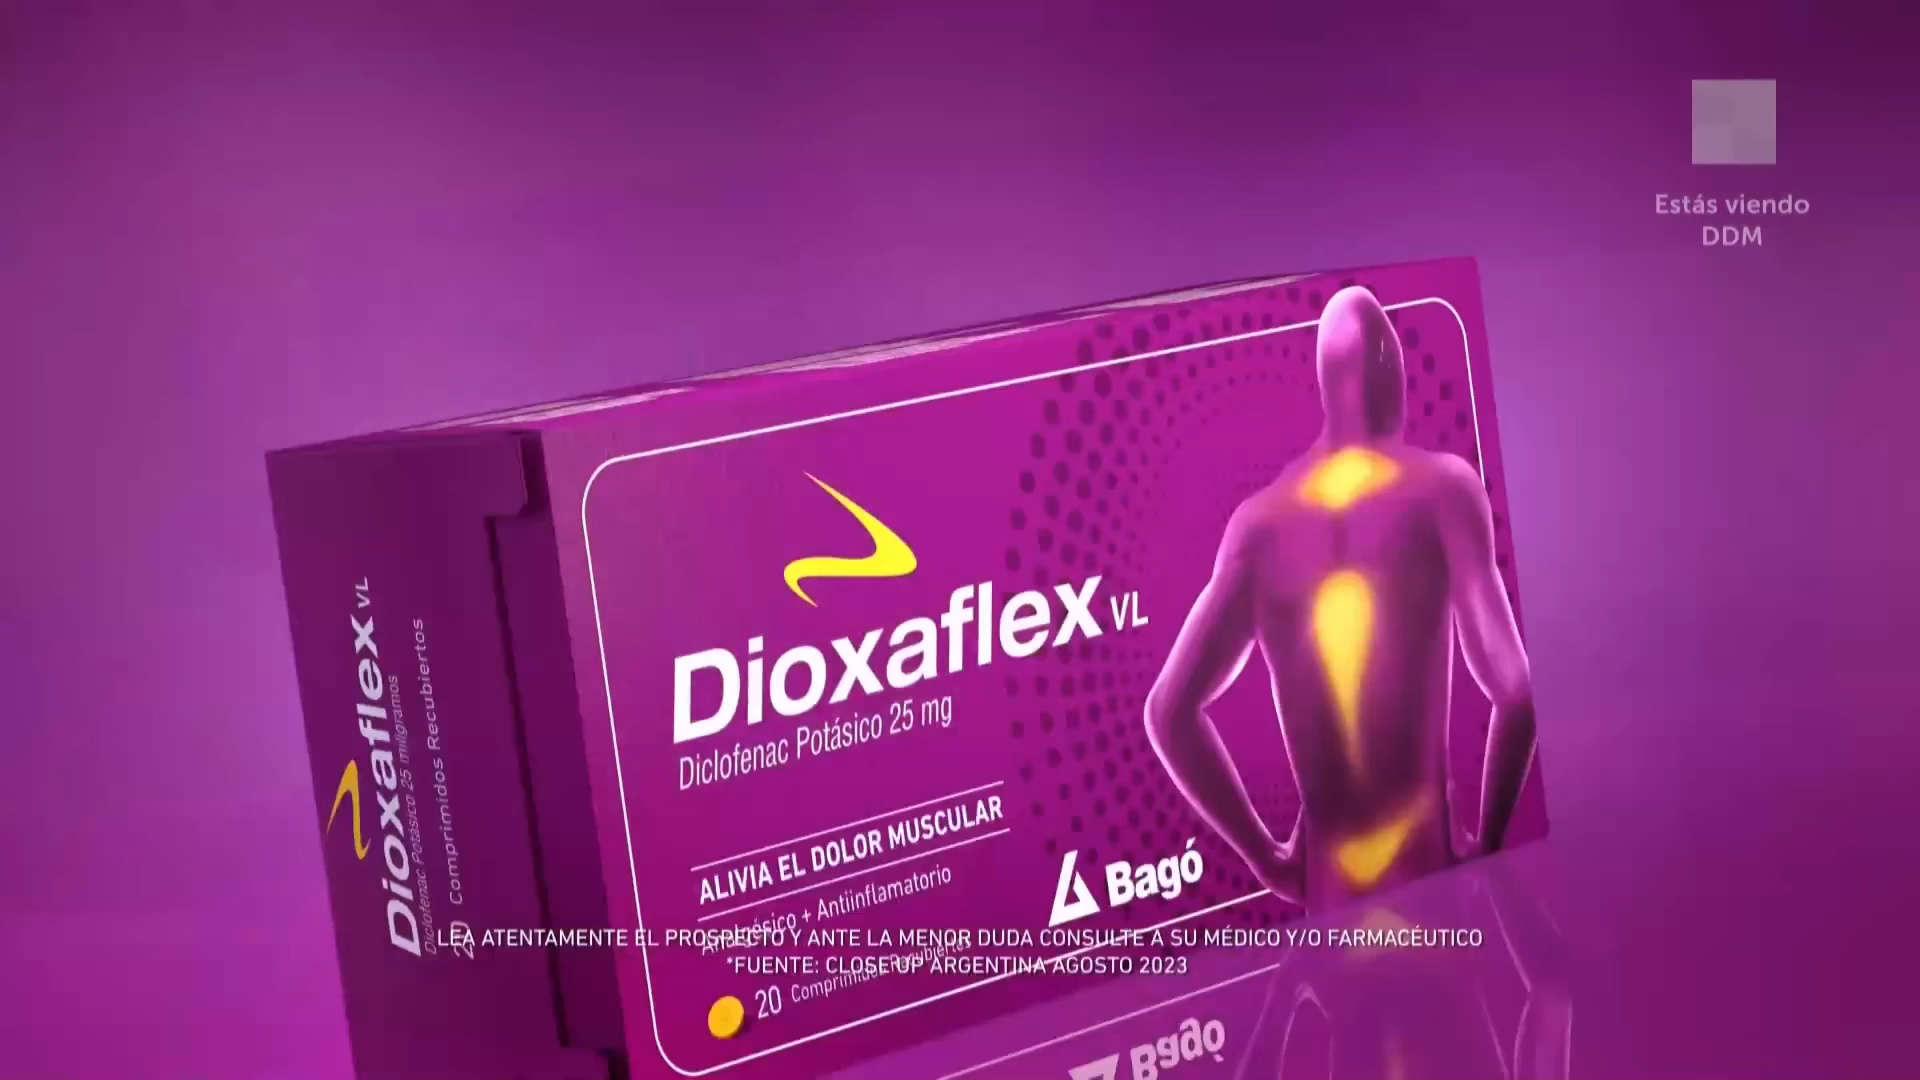 Estás viendo
DDM
Dioxaflex VL
Diclofenac Potásico 25 mg
ALIVIA EL DOLOR MUSCULAR
Analgésico + Antiinflamatorio
20 Comprimidos Recubiertos
Bagó
Dioxaflex VL
Diclofenac Potásico 25 miligramos
20 Comprimidos Recubiertos
LEA ATENTAMENTE EL PROSPECTO Y ANTE LA MENOR DUDA CONSULTE A SU MÉDICO Y/O FARMACÉUTICO
*FUENTE: CLOSE UP ARGENTINA AGOSTO 2023
Bagó